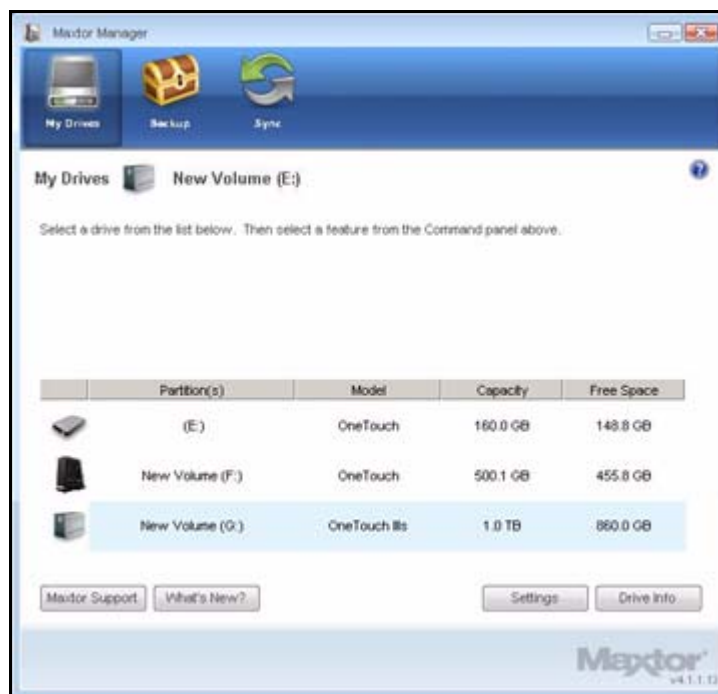 Maxtor Manager
My Drives Backup Sync
My Drives New Volume (E:)
Select a drive from the list below. Then select a feature from the Command panel above.
Partition(s) Model Capacity Free Space
(E:) OneTouch 160.0 GB 148.8 GB
New Volume (F:) OneTouch 500.1 GB 455.8 GB
New Volume (G:) OneTouch IIIs 1.0 TB 860.0 GB
Maxtor Support What's New? Settings Drive Info
Maxtor